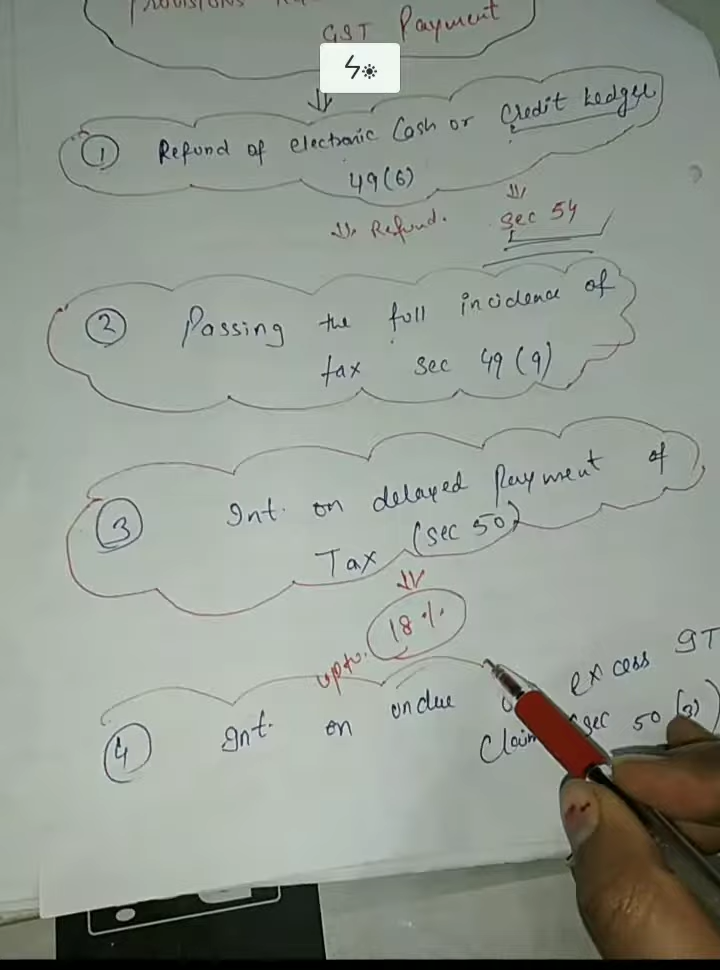 GST Payment
① Refund of electronic Cash or Credit Ledger
49(6)
⇓ Refund. Sec 54
② Passing the full incidence of
tax sec 49 (9)
③ Int. on delayed Payment of
Tax (Sec 50)
upto. 18%
④ Int. on undue excess
Claim sec 50 (3)